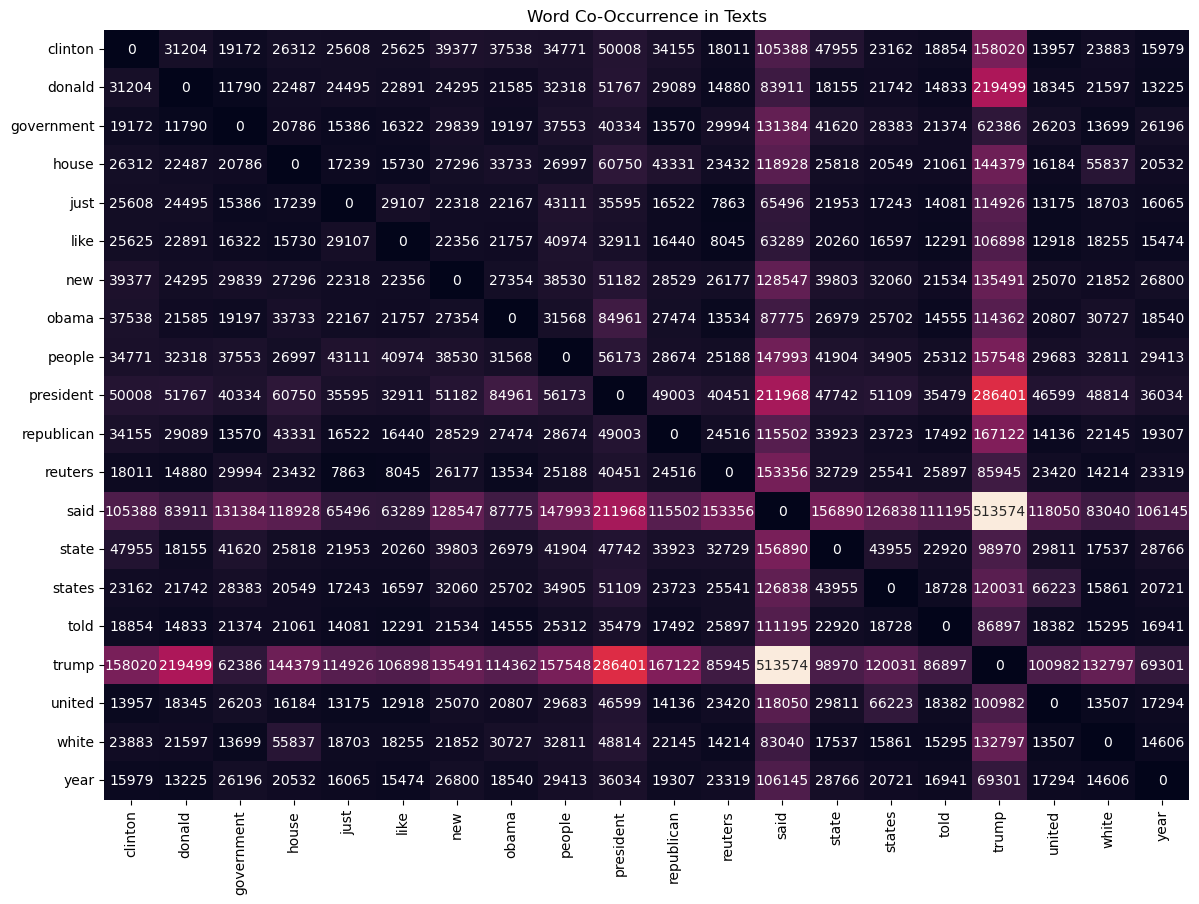 Word Co-Occurrence in Texts
clinton 0 31204 19172 26312 25608 25625 39377 37538 34771 50008 34155 18011 105388 47955 23162 18854 158020 13957 23883 15979
donald 31204 0 11790 22487 24495 22891 24295 21585 32318 51767 29089 14880 83911 18155 21742 14833 219499 18345 21597 13225
government 19172 11790 0 20786 15386 16322 29839 19197 37553 40334 13570 29994 131384 41620 28383 21374 62386 26203 13699 26196
house 26312 22487 20786 0 17239 15730 27296 33733 26997 60750 43331 23432 118928 25818 20549 21061 144379 16184 55837 20532
just 25608 24495 15386 17239 0 29107 22318 22167 43111 35595 16522 7863 65496 21953 17243 14081 114926 13175 18703 16065
like 25625 22891 16322 15730 29107 0 22356 21757 40974 32911 16440 8045 63289 20260 16597 12291 106898 12918 18255 15474
new 39377 24295 29839 27296 22318 22356 0 27354 38530 51182 28529 26177 128547 39803 32060 21534 135491 25070 21852 26800
obama 37538 21585 19197 33733 22167 21757 27354 0 31568 84961 27474 13534 87775 26979 25702 14555 114362 20807 30727 18540
people 34771 32318 37553 26997 43111 40974 38530 31568 0 56173 28674 25188 147993 41904 34905 25312 157548 29683 32811 29413
president 50008 51767 40334 60750 35595 32911 51182 84961 56173 0 49003 40451 211968 47742 51109 35479 286401 46599 48814 36034
republican 34155 29089 13570 43331 16522 16440 28529 27474 28674 49003 0 24516 115502 33923 23723 17492 167122 14136 22145 19307
reuters 18011 14880 29994 23432 7863 8045 26177 13534 25188 40451 24516 0 153356 32729 25541 25897 85945 23420 14214 23319
said 105388 83911 131384 118928 65496 63289 128547 87775 147993 211968 115502 153356 0 156890 126838 111195 513574 118050 83040 106145
state 47955 18155 41620 25818 21953 20260 39803 26979 41904 47742 33923 32729 156890 0 43955 22920 98970 29811 17537 28766
states 23162 21742 28383 20549 17243 16597 32060 25702 34905 51109 23723 25541 126838 43955 0 18728 120031 66223 15861 20721
told 18854 14833 21374 21061 14081 12291 21534 14555 25312 35479 17492 25897 111195 22920 18728 0 86897 18382 15295 16941
trump 158020 219499 62386 144379 114926 106898 135491 114362 157548 286401 167122 85945 513574 98970 120031 86897 0 100982 132797 69301
united 13957 18345 26203 16184 13175 12918 25070 20807 29683 46599 14136 23420 118050 29811 66223 18382 100982 0 13507 17294
white 23883 21597 13699 55837 18703 18255 21852 30727 32811 48814 22145 14214 83040 17537 15861 15295 132797 13507 0 14606
year 15979 13225 26196 20532 16065 15474 26800 18540 29413 36034 19307 23319 106145 28766 20721 16941 69301 17294 14606 0
clinton donald government house just like new obama people president republican reuters said state states told trump united white year